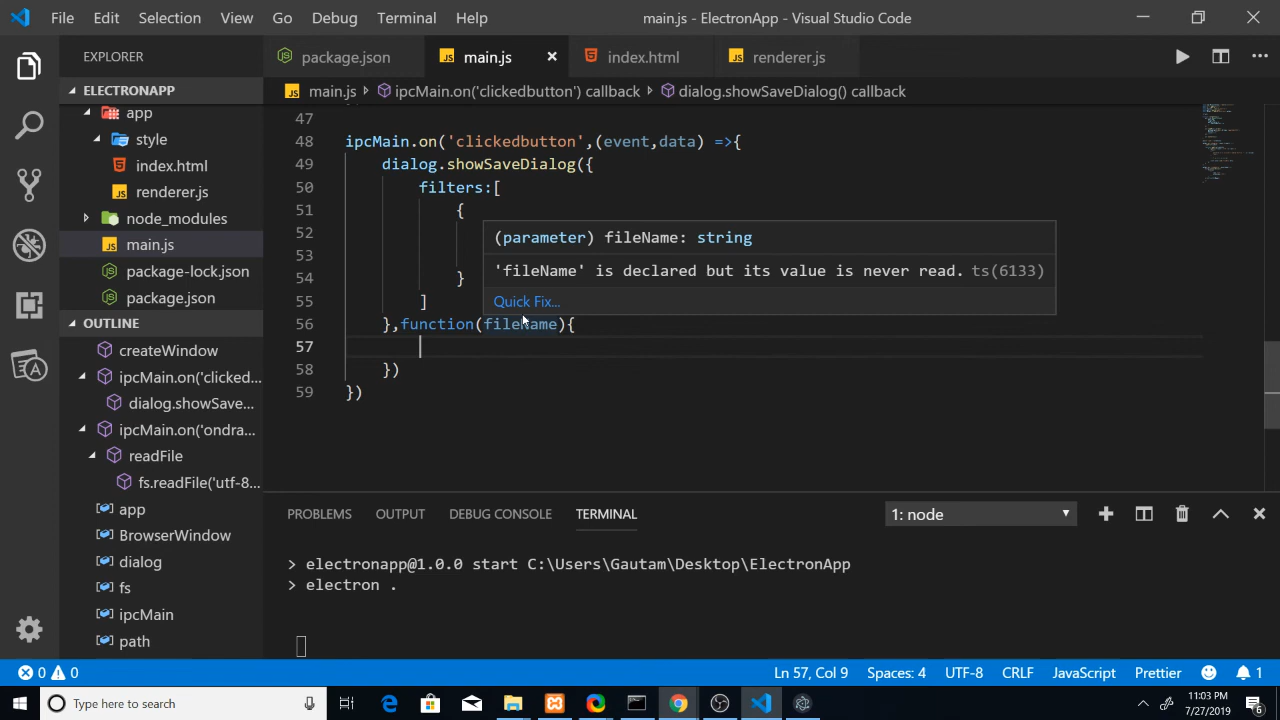 File Edit Selection View Go Debug Terminal Help main.js - ElectronApp - Visual Studio Code
EXPLORER
package.json
JS main.js
index.html
JS renderer.js
ELECTRONAPP
JS main.js ipcMain.on('clickedbutton') callback dialog.showSaveDialog() callback
app
style
index.html
JS renderer.js
node_modules
JS main.js
package-lock.json
package.json
OUTLINE
createWindow
ipcMain.on('clicked...
dialog.showSave...
ipcMain.on('ondra...
readFile
fs.readFile('utf-8...
app
BrowserWindow
dialog
fs
ipcMain
path
47
48 ipcMain.on('clickedbutton',(event,data) =>{
49 dialog.showSaveDialog({
50 filters:[
51 {
52
53
54 }
55 ]
56 },function(fileName){
57
58 })
59 })
(parameter) fileName: string
'fileName' is declared but its value is never read. ts(6133)
Quick Fix...
PROBLEMS OUTPUT DEBUG CONSOLE TERMINAL 1: node
> electronapp@1.0.0 start C:\Users\Gautam\Desktop\ElectronApp
> electron .
0 0 Ln 57, Col 9 Spaces: 4 UTF-8 CRLF JavaScript Prettier 1
Type here to search
11:03 PM
7/27/2019
6